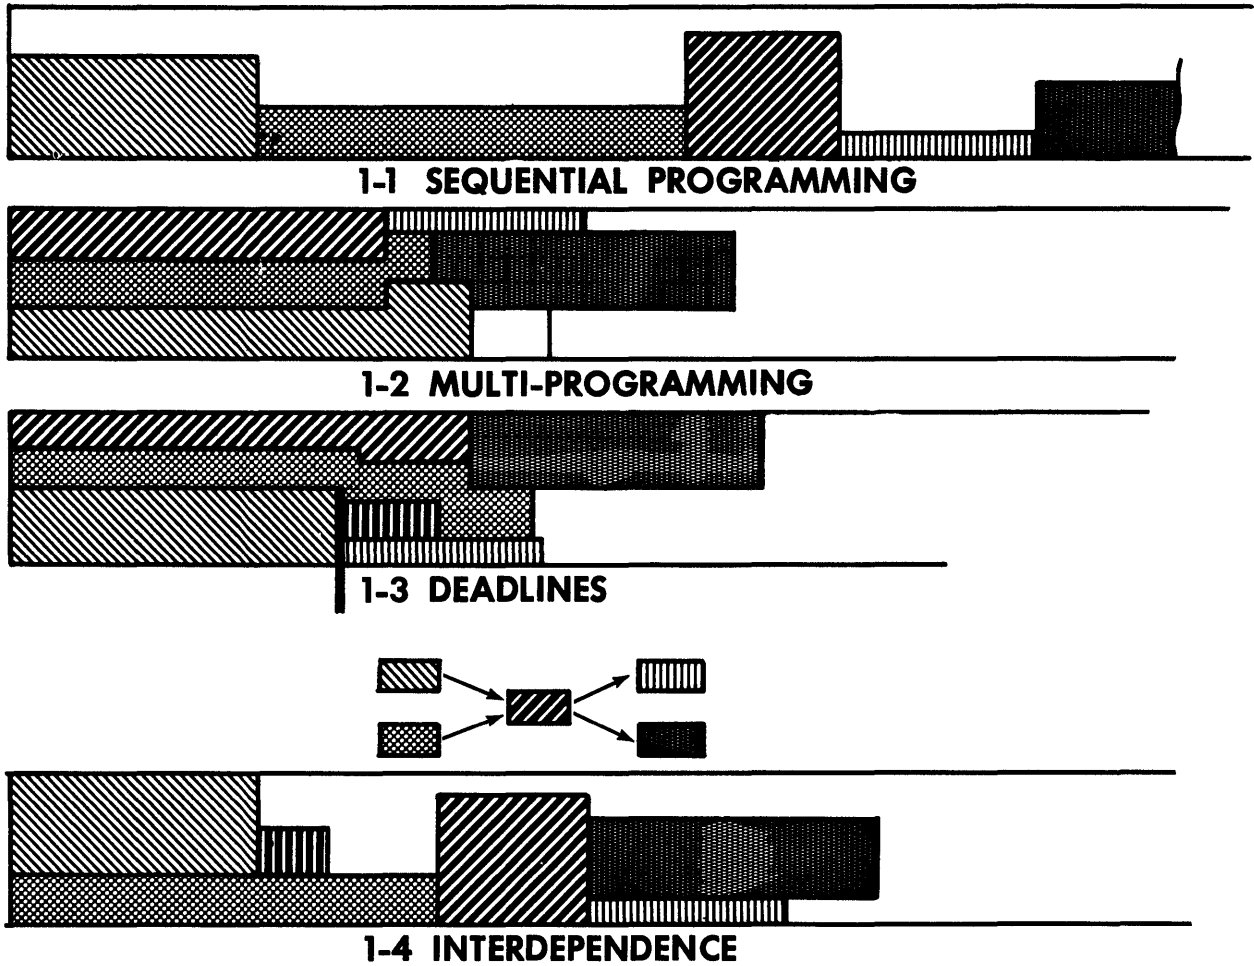 1-1 SEQUENTIAL PROGRAMMING
1-2 MULTI-PROGRAMMING
1-3 DEADLINES
1-4 INTERDEPENDENCE